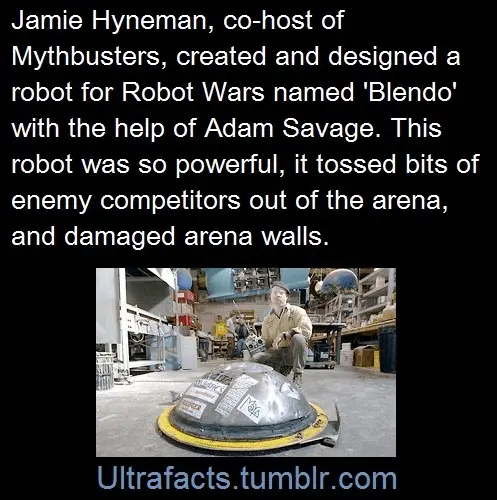 Jamie Hyneman, co-host of
Mythbusters, created and designed a
robot for Robot Wars named 'Blendo'
with the help of Adam Savage. This
robot was so powerful, it tossed bits of
enemy competitors out of the arena,
and damaged arena walls.
Ultrafacts.tumblr.com